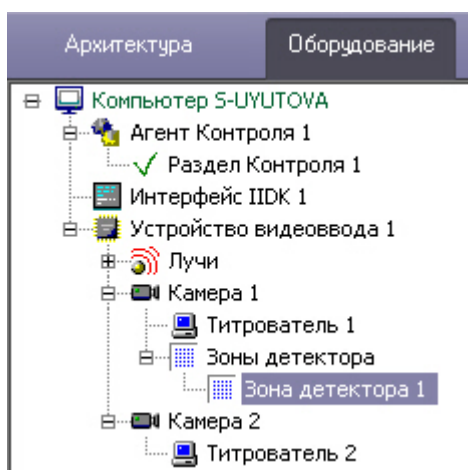 Архитектура Оборудование
Компьютер S-UYUTOVA
Агент Контроля 1
Раздел Контроля 1
Интерфейс IIDK 1
Устройство видеоввода 1
Лучи
Камера 1
Титрователь 1
Зоны детектора
Зона детектора 1
Камера 2
Титрователь 2